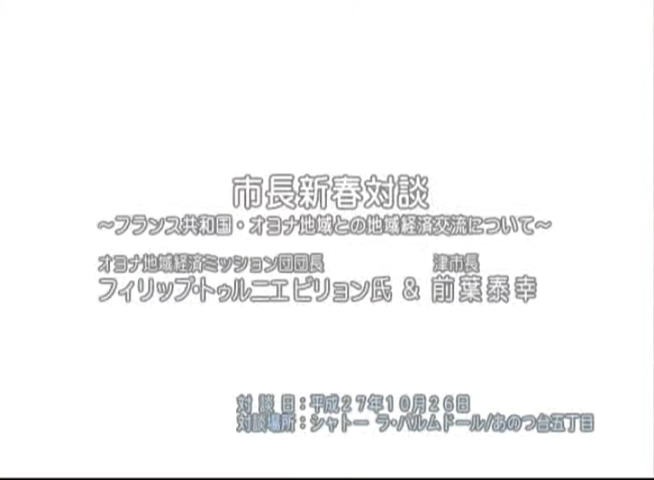 市長新春対談
～フランス共和国・オヨナ地域との地域経済交流について～
オヨナ地域経済ミッション団団長 津市長
フィリップ・トゥルニエ ビリョン氏 ＆ 前葉泰幸
対談日：平成２７年１０月２６日
対談場所：シャトー ラ・パルムドール/あのつ台五丁目